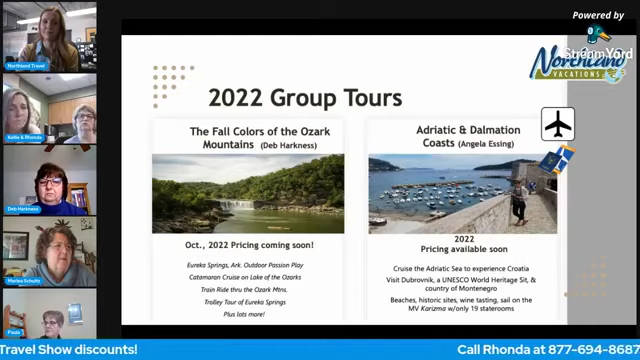 Powered by
StreamYard
Northland
VACATIONS
Northland Travel
Katie & Rhonda
Deb Harkness
Marlea Schultz
Paula
2022 Group Tours
The Fall Colors of the Ozark
Mountains (Deb Harkness)
Oct., 2022 Pricing coming soon!
Eureka Springs, Ark. Outdoor Passion Play
Catamaran Cruise on Lake of the Ozarks
Train Ride thru the Ozark Mtns.
Trolley Tour of Eureka Springs
Plus lots more!
Adriatic & Dalmation
Coasts (Angela Essing)
2022
Pricing available soon
Cruise the Adriatic Sea to experience Croatia
Visit Dubrovnik, a UNESCO World Heritage Sit, &
country of Montenegro
Beaches, historic sites, wine tasting, sail on the
MV Karizma w/only 19 staterooms
Travel Show discounts!
Call Rhonda at 877-694-8687